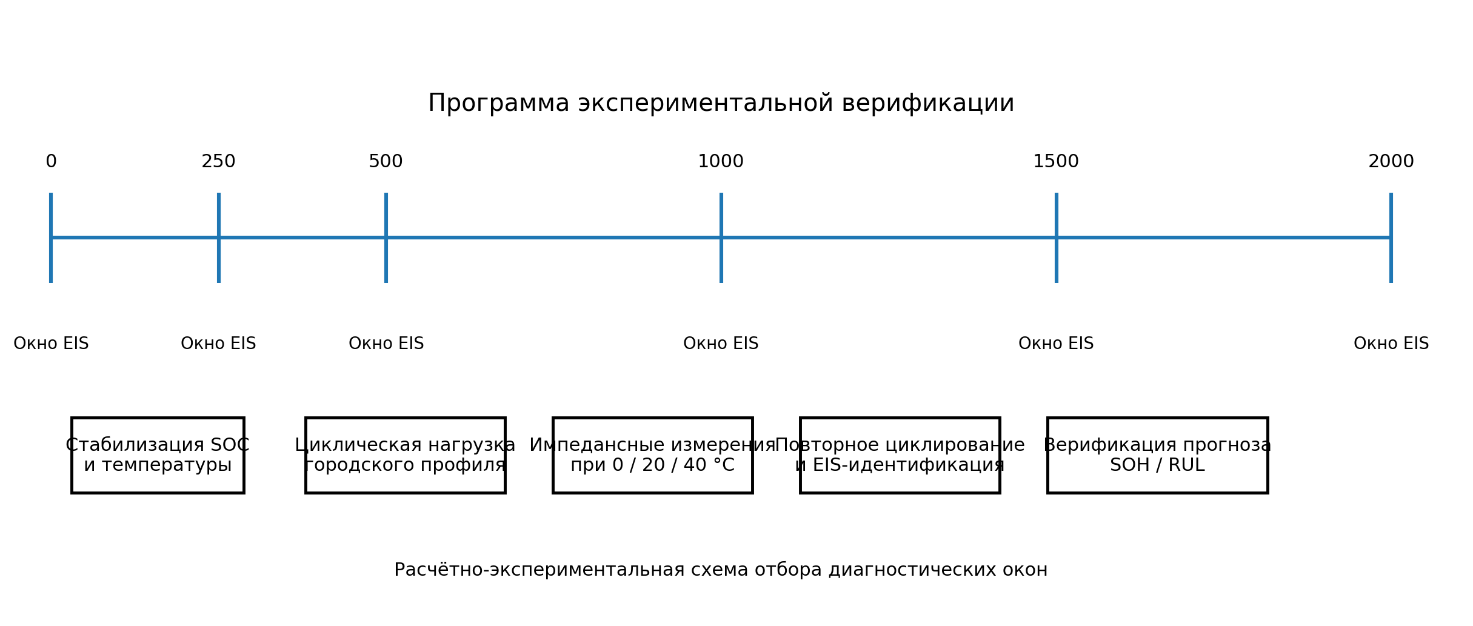 Программа экспериментальной верификации
0 250 500 1000 1500 2000
Окно EIS Окно EIS Окно EIS Окно EIS Окно EIS Окно EIS
Стабилизация SOC
и температуры
Циклическая нагрузка
городского профиля
Импедансные измерения
при 0 / 20 / 40 °C
Повторное циклирование
и EIS-идентификация
Верификация прогноза
SOH / RUL
Расчётно-экспериментальная схема отбора диагностических окон